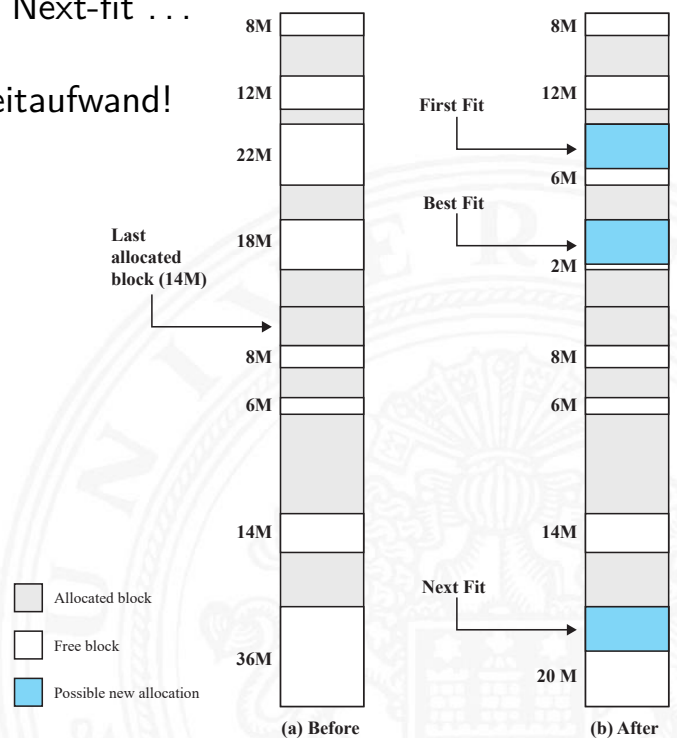 Next-fit ...
eitaufwand!
8M
12M
22M
18M
Last
allocated
block (14M)
8M
6M
14M
36M
(a) Before
Allocated block
Free block
Possible new allocation
8M
12M
First Fit
6M
Best Fit
2M
8M
6M
14M
Next Fit
20 M
(b) After
UNIVER